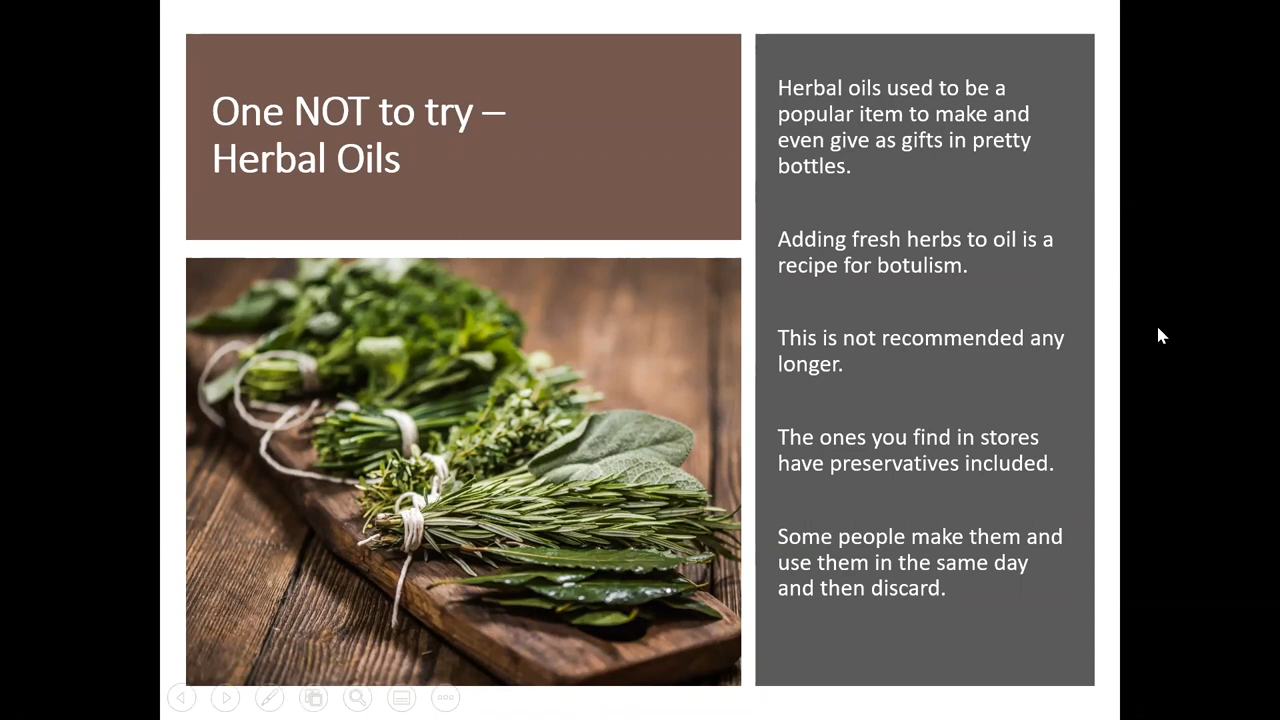 One NOT to try –
Herbal Oils
Herbal oils used to be a
popular item to make and
even give as gifts in pretty
bottles.
Adding fresh herbs to oil is a
recipe for botulism.
This is not recommended any
longer.
The ones you find in stores
have preservatives included.
Some people make them and
use them in the same day
and then discard.